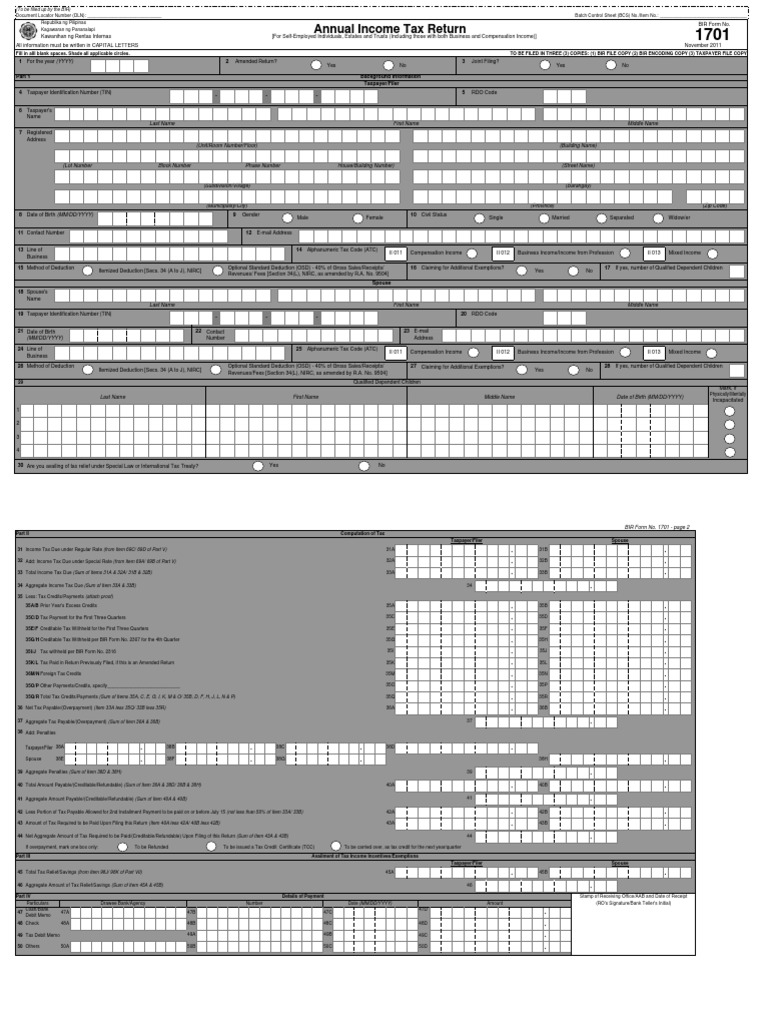 To be filled up by the BIR
Document Locator Number (DLN): Batch Control Sheet (BCS) No./Item No.:
Republika ng Pilipinas
Kagawaran ng Pananalapi
Kawanihan ng Rentas Internas
Annual Income Tax Return
[For Self-Employed Individuals, Estates and Trusts (Including those with both Business and Compensation Income)]
BIR Form No.
1701
November 2011
All information must be written in CAPITAL LETTERS
Fill in all blank spaces. Shade all applicable circles. TO BE FILED IN THREE (3) COPIES: (1) BIR FILE COPY (2) BIR ENCODING COPY (3) TAXPAYER FILE COPY
1 For the year (YYYY) 2 Amended Return? Yes No 3 Joint Filing? Yes No
Part I Background Information
Taxpayer/Filer
4 Taxpayer Identification Number (TIN) - - - 5 RDO Code
6 Taxpayer's Name
Last Name First Name Middle Name
7 Registered Address
(Unit/Room Number/Floor) (Building Name)
(Lot Number Block Number Phase Number House/Building Number) (Street Name)
(Subdivision/Village) (Barangay)
(Municipality/City) (Province) (Zip Code)
8 Date of Birth (MM/DD/YYYY) 9 Gender Male Female 10 Civil Status Single Married Separated Widow/er
11 Contact Number 12 E-mail Address
13 Line of Business 14 Alphanumeric Tax Code (ATC) II 011 Compensation Income II 012 Business Income/Income from Profession II 013 Mixed Income
15 Method of Deduction Itemized Deduction [Secs. 34 (A to J), NIRC] Optional Standard Deduction (OSD) - 40% of Gross Sales/Receipts/Revenues/Fees [Section 34(L), NIRC, as amended by R.A. No. 9504] 16 Claiming for Additional Exemptions? Yes No 17 If yes, number of Qualified Dependent Children
Spouse
18 Spouse's Name
Last Name First Name Middle Name
19 Taxpayer Identification Number (TIN) - - - 20 RDO Code
21 Date of Birth (MM/DD/YYYY) 22 Contact Number 23 E-mail Address
24 Line of Business 25 Alphanumeric Tax Code (ATC) II 011 Compensation Income II 012 Business Income/Income from Profession II 013 Mixed Income
26 Method of Deduction Itemized Deduction [Secs. 34 (A to J), NIRC] Optional Standard Deduction (OSD) - 40% of Gross Sales/Receipts/Revenues/Fees [Section 34(L), NIRC, as amended by R.A. No. 9504] 27 Claiming for Additional Exemptions? Yes No 28 If yes, number of Qualified Dependent Children
29 Qualified Dependent Children
Last Name First Name Middle Name Date of Birth (MM/DD/YYYY) Mark, if Physically/Mentally Incapacitated
1
2
3
4
30 Are you availing of tax relief under Special Law or International Tax Treaty? Yes No
BIR Form No. 1701 - page 2
Part II Computation of Tax
Taxpayer/Filer Spouse
31 Income Tax Due under Regular Rate (from Item 69C/ 69D of Part V) 31A 31B
32 Add: Income Tax Due under Special Rate (from Item 69A/ 69B of Part V) 32A 32B
33 Total Income Tax Due (Sum of Items 31A & 32A/ 31B & 32B) 33A 33B
34 Aggregate Income Tax Due (Sum of Item 33A & 33B) 34
35 Less: Tax Credits/Payments (attach proof)
35A/B Prior Year's Excess Credits 35A 35B
35C/D Tax Payment for the First Three Quarters 35C 35D
35E/F Creditable Tax Withheld for the First Three Quarters 35E 35F
35G/H Creditable Tax Withheld per BIR Form No. 2307 for the 4th Quarter 35G 35H
35I/J Tax withheld per BIR Form No. 2316 35I 35J
35K/L Tax Paid in Return Previously Filed, if this is an Amended Return 35K 35L
35M/N Foreign Tax Credits 35M 35N
35O/P Other Payments/Credits, specify 35O 35P
35Q/R Total Tax Credits/Payments (Sum of Items 35A, C, E, G, I, K, M & O/ 35B, D, F, H, J, L, N & P) 35Q 35R
36 Net Tax Payable/(Overpayment) (Item 33A less 35Q/ 33B less 35R) 36A 36B
37 Aggregate Tax Payable/(Overpayment) (Sum of Item 36A & 36B) 37
38 Add: Penalties
Taxpayer/Filer 38A 38B 38C 38D
Spouse 38E 38F 38G 38H
39 Aggregate Penalties (Sum of Item 38D & 38H) 39
40 Total Amount Payable/(Creditable/Refundable) (Sum of Item 36A & 38D/ 36B & 38H) 40A 40B
41 Aggregate Amount Payable/(Creditable/Refundable) (Sum of Item 40A & 40B) 41
42 Less Portion of Tax Payable Allowed for 2nd Installment Payment to be paid on or before July 15 (not less than 50% of Item 33A/ 33B) 42A 42B
43 Amount of Tax Required to be Paid Upon Filing this Return (Item 40A less 42A/ 40B less 42B) 43A 43B
44 Net Aggregate Amount of Tax Required to be Paid/(Creditable/Refundable) Upon Filing of this Return (Sum of Item 43A & 43B) 44
If overpayment, mark one box only: To be Refunded To be issued a Tax Credit Certificate (TCC) To be carried over, as tax credit for the next year/quarter
Part III Availment of Tax Income Incentives/Exemptions
Taxpayer/Filer Spouse
45 Total Tax Relief/Savings (from Item 98J/ 98K of Part VII) 45A 45B
46 Aggregate Amount of Tax Relief/Savings (Sum of Item 45A & 45B) 46
Part IV Details of Payment Stamp of Receiving Office/AAB and Date of Receipt
Particulars Drawee Bank/Agency Number Date (MM/DD/YYYY) Amount (RO's Signature/Bank Teller's Initial)
47 Cash/Bank Debit Memo 47A 47B 47C 47D
48 Check 48A 48B 48C 48D
49 Tax Debit Memo 49A 49B 49C
50 Others 50A 50B 50C 50D